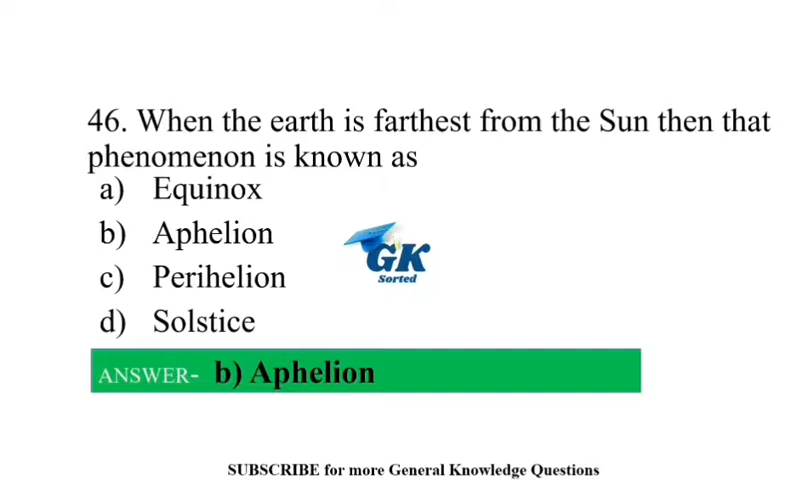 46. When the earth is farthest from the Sun then that
phenomenon is known as
a) Equinox
b) Aphelion
c) Perihelion
d) Solstice
GK
Sorted
ANSWER- b) Aphelion
SUBSCRIBE for more General Knowledge Questions